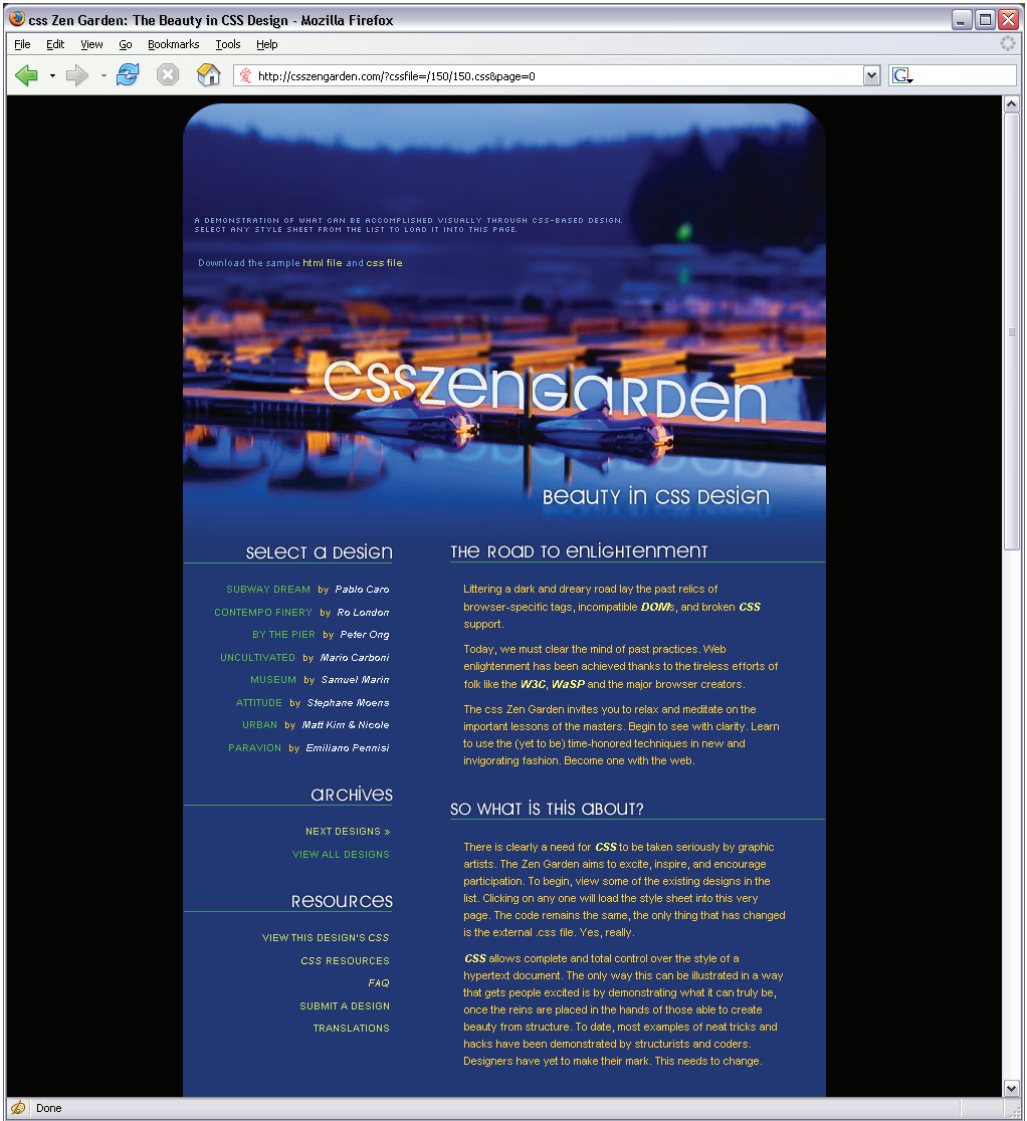 css Zen Garden: The Beauty in CSS Design - Mozilla Firefox
File Edit View Go Bookmarks Tools Help
愛 http://csszengarden.com/?cssfile=/150/150.css&page=0
G
A DEMONSTRATION OF WHAT CAN BE ACCOMPLISHED VISUALLY THROUGH CSS-BASED DESIGN.
SELECT ANY STYLE SHEET FROM THE LIST TO LOAD IT INTO THIS PAGE.
Download the sample html file and css file
csszengarden
Beauty in css design
select a design
SUBWAY DREAM by Pablo Caro
CONTEMPO FINERY by Ro London
BY THE PIER by Peter Ong
UNCULTIVATED by Mario Carboni
MUSEUM by Samuel Marin
ATTITUDE by Stephane Moens
URBAN by Matt Kim & Nicole
PARAVION by Emiliano Pennisi
archives
NEXT DESIGNS »
VIEW ALL DESIGNS
resources
VIEW THIS DESIGN'S CSS
CSS RESOURCES
FAQ
SUBMIT A DESIGN
TRANSLATIONS
the road to enlightenment
Littering a dark and dreary road lay the past relics of
browser-specific tags, incompatible DOMs, and broken CSS
support.
Today, we must clear the mind of past practices. Web
enlightenment has been achieved thanks to the tireless efforts of
folk like the W3C, WaSP and the major browser creators.
The css Zen Garden invites you to relax and meditate on the
important lessons of the masters. Begin to see with clarity. Learn
to use the (yet to be) time-honored techniques in new and
invigorating fashion. Become one with the web.
so what is this about?
There is clearly a need for CSS to be taken seriously by graphic
artists. The Zen Garden aims to excite, inspire, and encourage
participation. To begin, view some of the existing designs in the
list. Clicking on any one will load the style sheet into this very
page. The code remains the same, the only thing that has changed
is the external .css file. Yes, really.
CSS allows complete and total control over the style of a
hypertext document. The only way this can be illustrated in a way
that gets people excited is by demonstrating what it can truly be,
once the reins are placed in the hands of those able to create
beauty from structure. To date, most examples of neat tricks and
hacks have been demonstrated by structurists and coders.
Designers have yet to make their mark. This needs to change.
Done